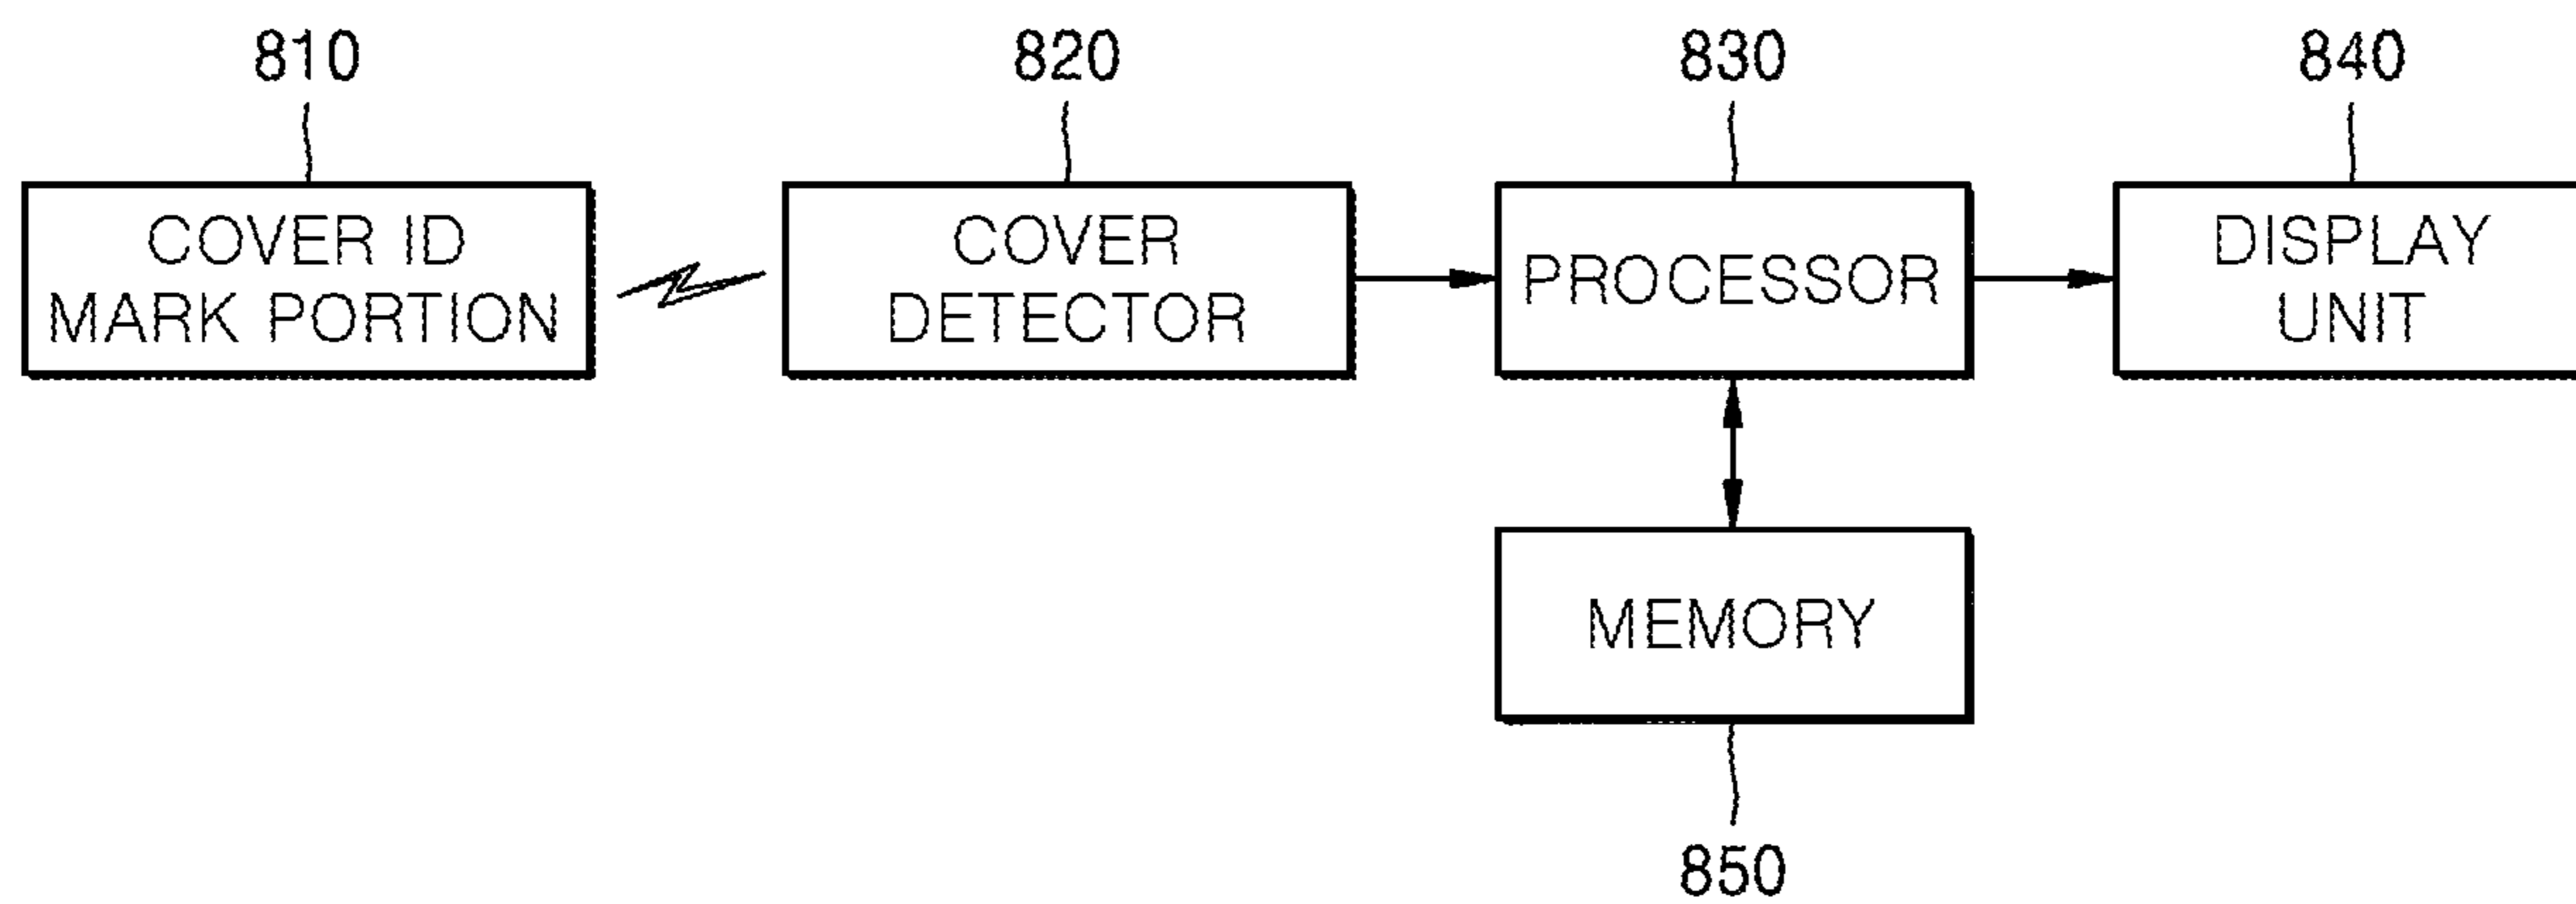 810
820
830
840
COVER ID
MARK PORTION
COVER
DETECTOR
PROCESSOR
DISPLAY
UNIT
MEMORY
850